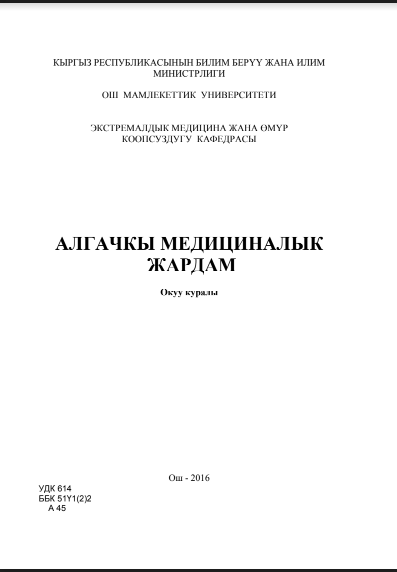 КЫРГЫЗ РЕСПУБЛИКАСЫНЫН БИЛИМ БЕРҮҮ ЖАНА ИЛИМ
МИНИСТРЛИГИ
ОШ МАМЛЕКЕТТИК УНИВЕРСИТЕТИ
ЭКСТРЕМАЛДЫК МЕДИЦИНА ЖАНА ӨМҮР
КООПСУЗДУГУ КАФЕДРАСЫ
АЛГАЧКЫ МЕДИЦИНАЛЫК
ЖАРДАМ
Окуу куралы
Ош - 2016
УДК 614
ББК 51Ү1(2)2
А 45